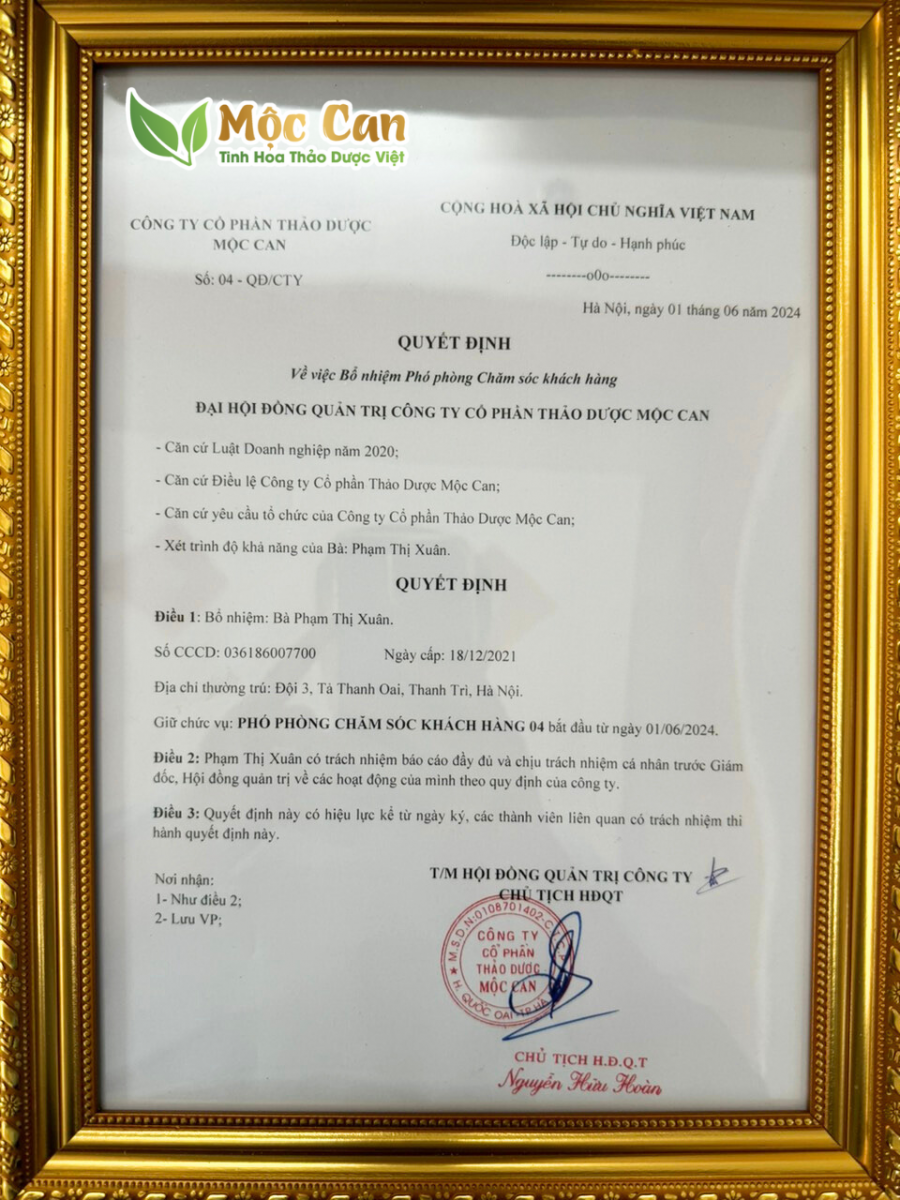 Mộc Can
Tinh Hoa Thảo Dược Việt
CÔNG TY CỔ PHẦN THẢO DƯỢC
MỘC CAN
Số: 04 - QĐ/CTY
CỘNG HOÀ XÃ HỘI CHỦ NGHĨA VIỆT NAM
Độc lập - Tự do - Hạnh phúc
--------o0o--------
Hà Nội, ngày 01 tháng 06 năm 2024
QUYẾT ĐỊNH
Về việc Bổ nhiệm Phó phòng Chăm sóc khách hàng
ĐẠI HỘI ĐỒNG QUẢN TRỊ CÔNG TY CỔ PHẦN THẢO DƯỢC MỘC CAN
- Căn cứ Luật Doanh nghiệp năm 2020;
- Căn cứ Điều lệ Công ty Cổ phần Thảo Dược Mộc Can;
- Căn cứ yêu cầu tổ chức của Công ty Cổ phần Thảo Dược Mộc Can;
- Xét trình độ khả năng của Bà: Phạm Thị Xuân.
QUYẾT ĐỊNH
Điều 1: Bổ nhiệm: Bà Phạm Thị Xuân.
Số CCCD: 036186007700 Ngày cấp: 18/12/2021
Địa chỉ thường trú: Đội 3, Tả Thanh Oai, Thanh Trì, Hà Nội.
Giữ chức vụ: PHÓ PHÒNG CHĂM SÓC KHÁCH HÀNG 04 bắt đầu từ ngày 01/06/2024.
Điều 2: Phạm Thị Xuân có trách nhiệm báo cáo đầy đủ và chịu trách nhiệm cá nhân trước Giám
đốc, Hội đồng quản trị về các hoạt động của mình theo quy định của công ty.
Điều 3: Quyết định này có hiệu lực kể từ ngày ký, các thành viên liên quan có trách nhiệm thi
hành quyết định này.
Nơi nhận:
1- Như điều 2;
2- Lưu VP;
T/M HỘI ĐỒNG QUẢN TRỊ CÔNG TY
CHỦ TỊCH HĐQT
M.S.D.N:0108701402-C.T.C.P
CÔNG TY
CỔ PHẦN
THẢO DƯỢC
MỘC CAN
H. QUỐC OAI - TP. HÀ
CHỦ TỊCH H.Đ.Q.T
Nguyễn Hữu Hoàn